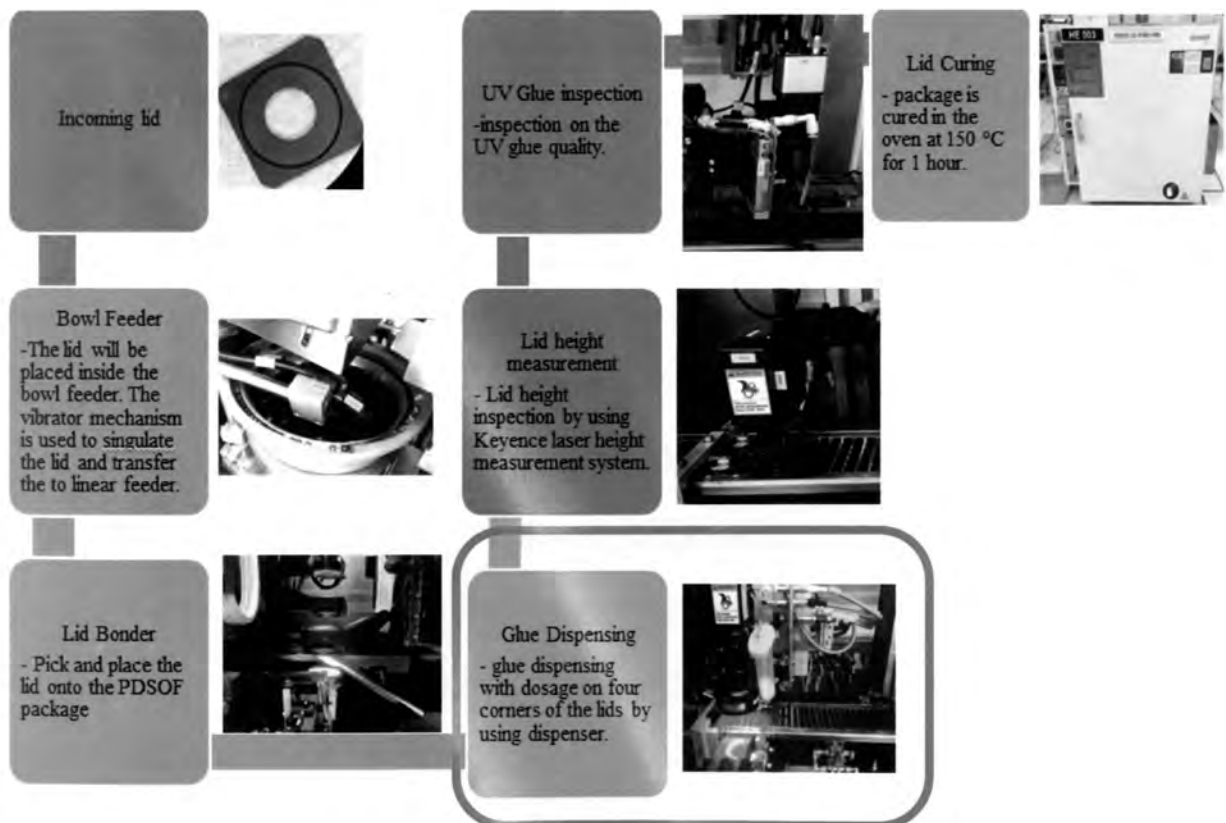 Incoming lid
Bowl Feeder
-The lid will be
placed inside the
bowl feeder. The
vibrator mechanism
is used to singulate
the lid and transfer
the to linear feeder.
Lid Bonder
- Pick and place the
lid onto the PDSOF
package
Glue Dispensing
- glue dispensing
with dosage on four
corners of the lids by
using dispenser.
Lid height
measurement
- Lid height
inspection by using
Keyence laser height
measurement system.
UV Glue inspection
-inspection on the
UV glue quality.
Lid Curing
- package is
cured in the
oven at 150 °C
for 1 hour.
HE 503